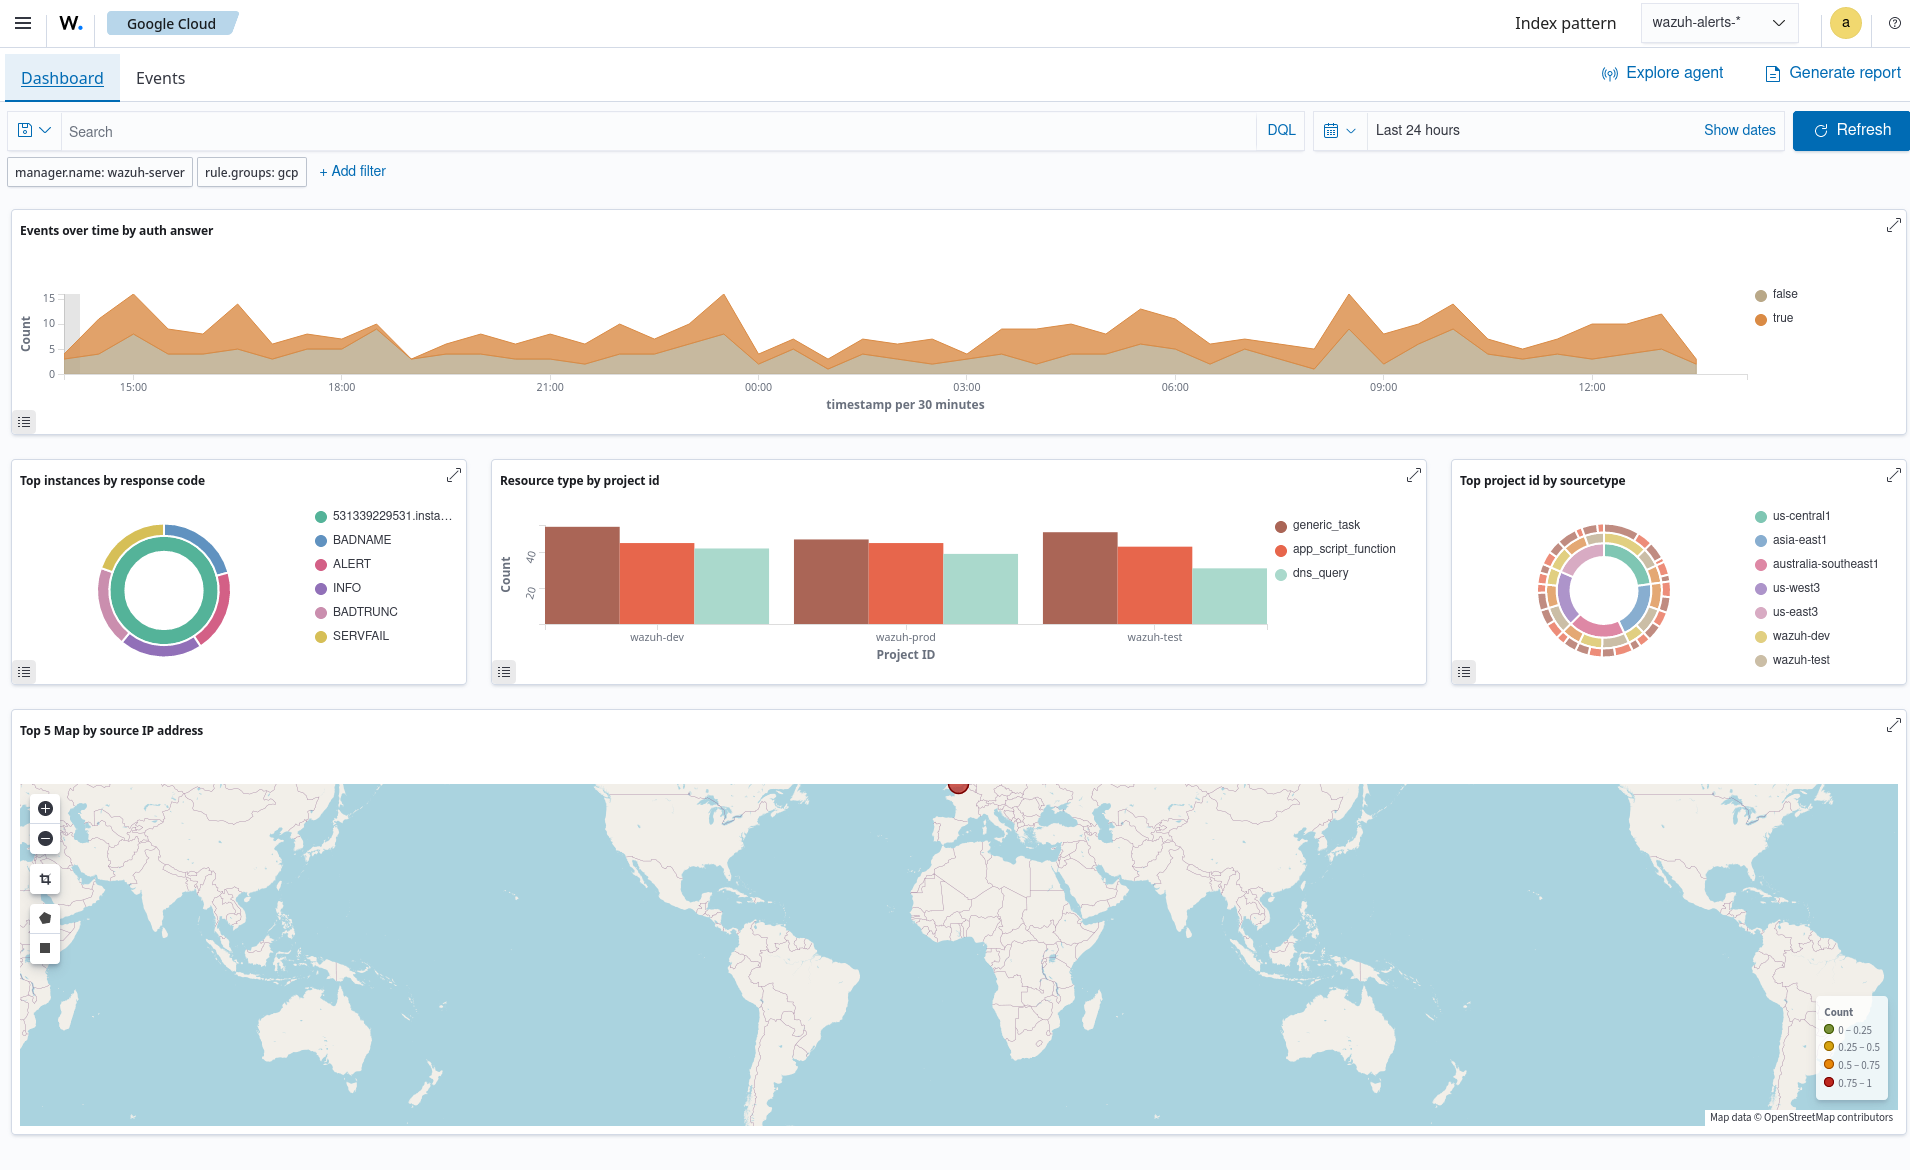 W.
Google Cloud
Index pattern
wazuh-alerts-*
a
Dashboard
Events
Explore agent
Generate report
Search
DQL
Last 24 hours
Show dates
Refresh
manager.name: wazuh-server
rule.groups: gcp
+ Add filter
Events over time by auth answer
Count
15
10
5
0
15:00
18:00
21:00
00:00
03:00
06:00
09:00
12:00
timestamp per 30 minutes
false
true
Top instances by response code
531339229531.insta…
BADNAME
ALERT
INFO
BADTRUNC
SERVFAIL
Resource type by project id
Count
40
20
wazuh-dev
wazuh-prod
wazuh-test
Project ID
generic_task
app_script_function
dns_query
Top project id by sourcetype
us-central1
asia-east1
australia-southeast1
us-west3
us-east3
wazuh-dev
wazuh-test
Top 5 Map by source IP address
Count
0 – 0.25
0.25 – 0.5
0.5 – 0.75
0.75 – 1
Map data © OpenStreetMap contributors